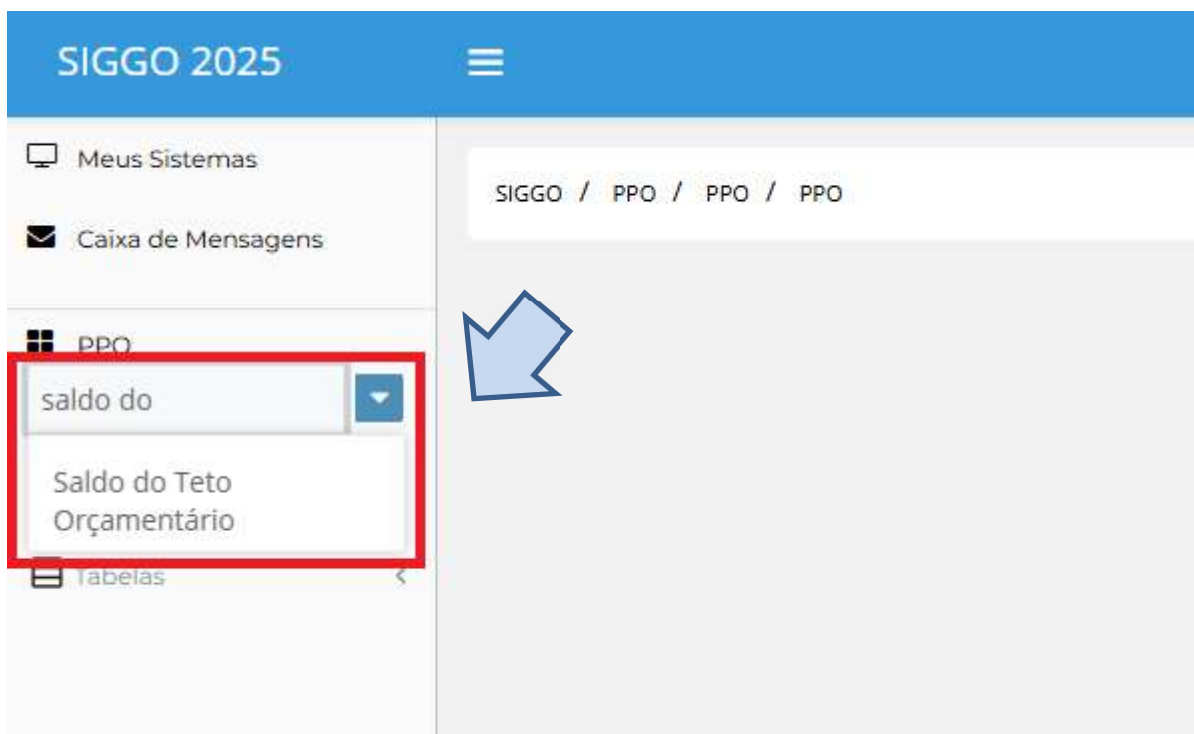 SIGGO 2025
Meus Sistemas
SIGGO / PPO / PPO / PPO
Caixa de Mensagens
PPO
saldo do
Saldo do Teto
Orçamentário
Tabelas